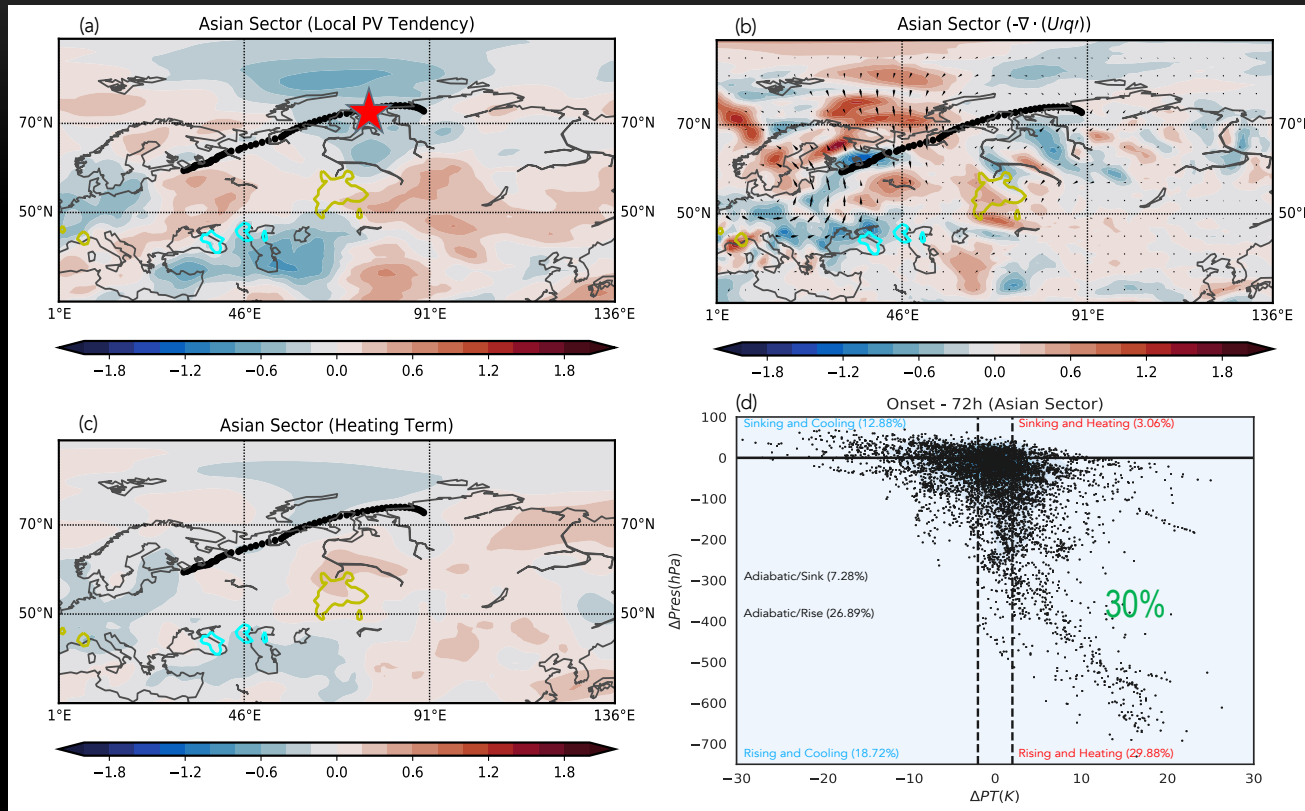 (a) Asian Sector (Local PV Tendency)
70°N
50°N
1°E 46°E 91°E 136°E
−1.8 −1.2 −0.6 0.0 0.6 1.2 1.8
(b) Asian Sector (-∇ · (U′q′))
70°N
50°N
1°E 46°E 91°E 136°E
−1.8 −1.2 −0.6 0.0 0.6 1.2 1.8
(c) Asian Sector (Heating Term)
70°N
50°N
1°E 46°E 91°E 136°E
−1.8 −1.2 −0.6 0.0 0.6 1.2 1.8
(d) Onset - 72h (Asian Sector)
Sinking and Cooling (12.88%) Sinking and Heating (3.06%)
Adiabatic/Sink (7.28%)
Adiabatic/Rise (26.89%)
30%
Rising and Cooling (18.72%) Rising and Heating (29.88%)
100
0
−100
−200
−300
−400
−500
−600
−700
ΔPres(hPa)
−30 −20 −10 0 10 20 30
ΔPT(K)